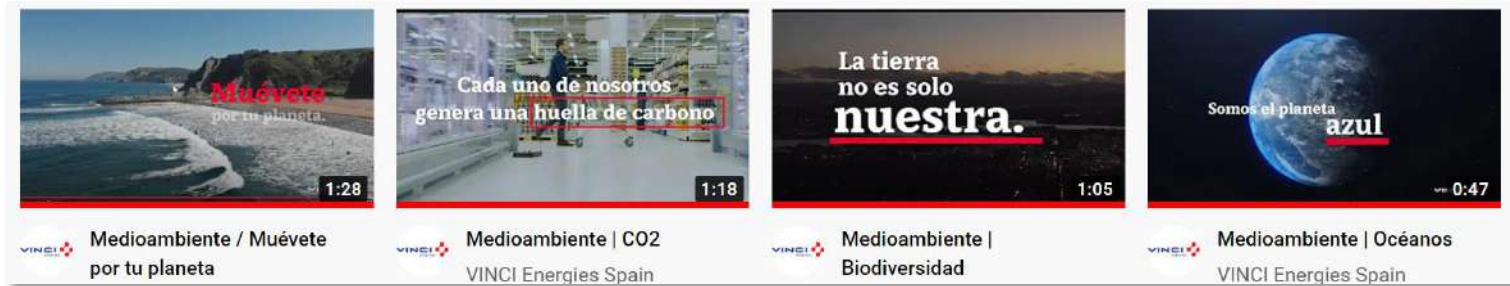 Muévete
por tu planeta.
1:28
VINCI
Medioambiente / Muévete
por tu planeta
Cada uno de nosotros
genera una huella de carbono
1:18
VINCI
Medioambiente | CO2
VINCI Energies Spain
La tierra
no es solo
nuestra.
1:05
VINCI
Medioambiente |
Biodiversidad
Somos el planeta
azul
0:47
VINCI
Medioambiente | Océanos
VINCI Energies Spain